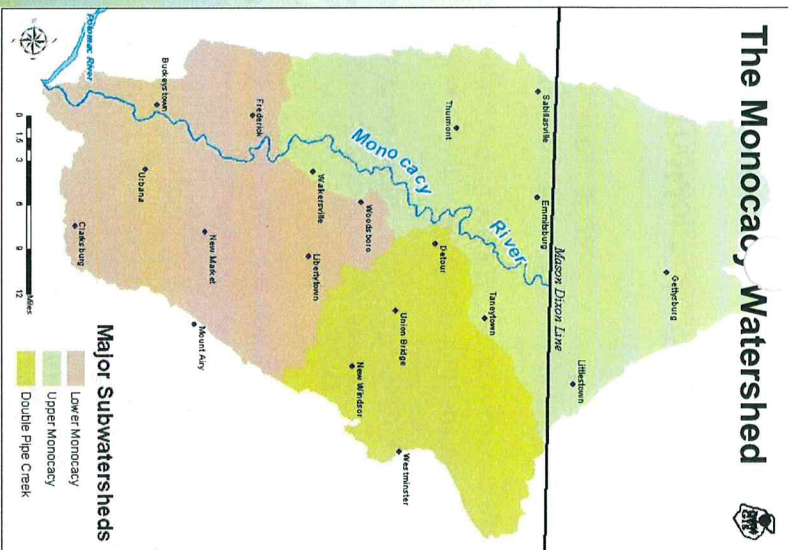 The Monocacy Watershed
Gettysburg
Littlestown
Mason Dixon Line
Sabillasville
Emmitsburg
Taneytown
Thurmont
Detour
Monocacy River
Union Bridge
Westminster
New Windsor
Woodsboro
Walkersville
Libertytown
Frederick
New Market
Mount Airy
Buckeystown
Urbana
Clarksburg
Potomac River
0 1.5 3 6 9 12
Miles
Major Subwatersheds
Lower Monocacy
Upper Monocacy
Double Pipe Creek